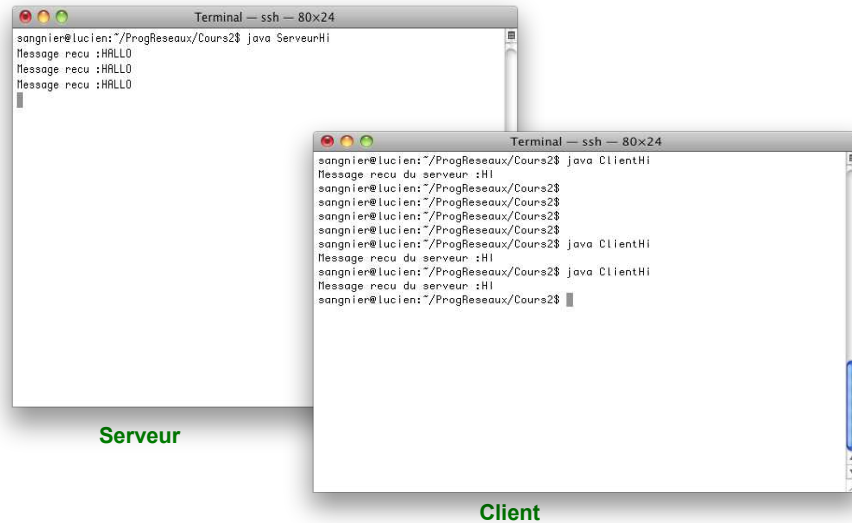 Terminal — ssh — 80×24
sangnier@lucien:~/ProgReseaux/Cours2$ java ServeurHi
Message recu :HALLO
Message recu :HALLO
Message recu :HALLO
Serveur
Terminal — ssh — 80×24
sangnier@lucien:~/ProgReseaux/Cours2$ java ClientHi
Message recu du serveur :HI
sangnier@lucien:~/ProgReseaux/Cours2$
sangnier@lucien:~/ProgReseaux/Cours2$
sangnier@lucien:~/ProgReseaux/Cours2$
sangnier@lucien:~/ProgReseaux/Cours2$
sangnier@lucien:~/ProgReseaux/Cours2$ java ClientHi
Message recu du serveur :HI
sangnier@lucien:~/ProgReseaux/Cours2$ java ClientHi
Message recu du serveur :HI
sangnier@lucien:~/ProgReseaux/Cours2$
Client